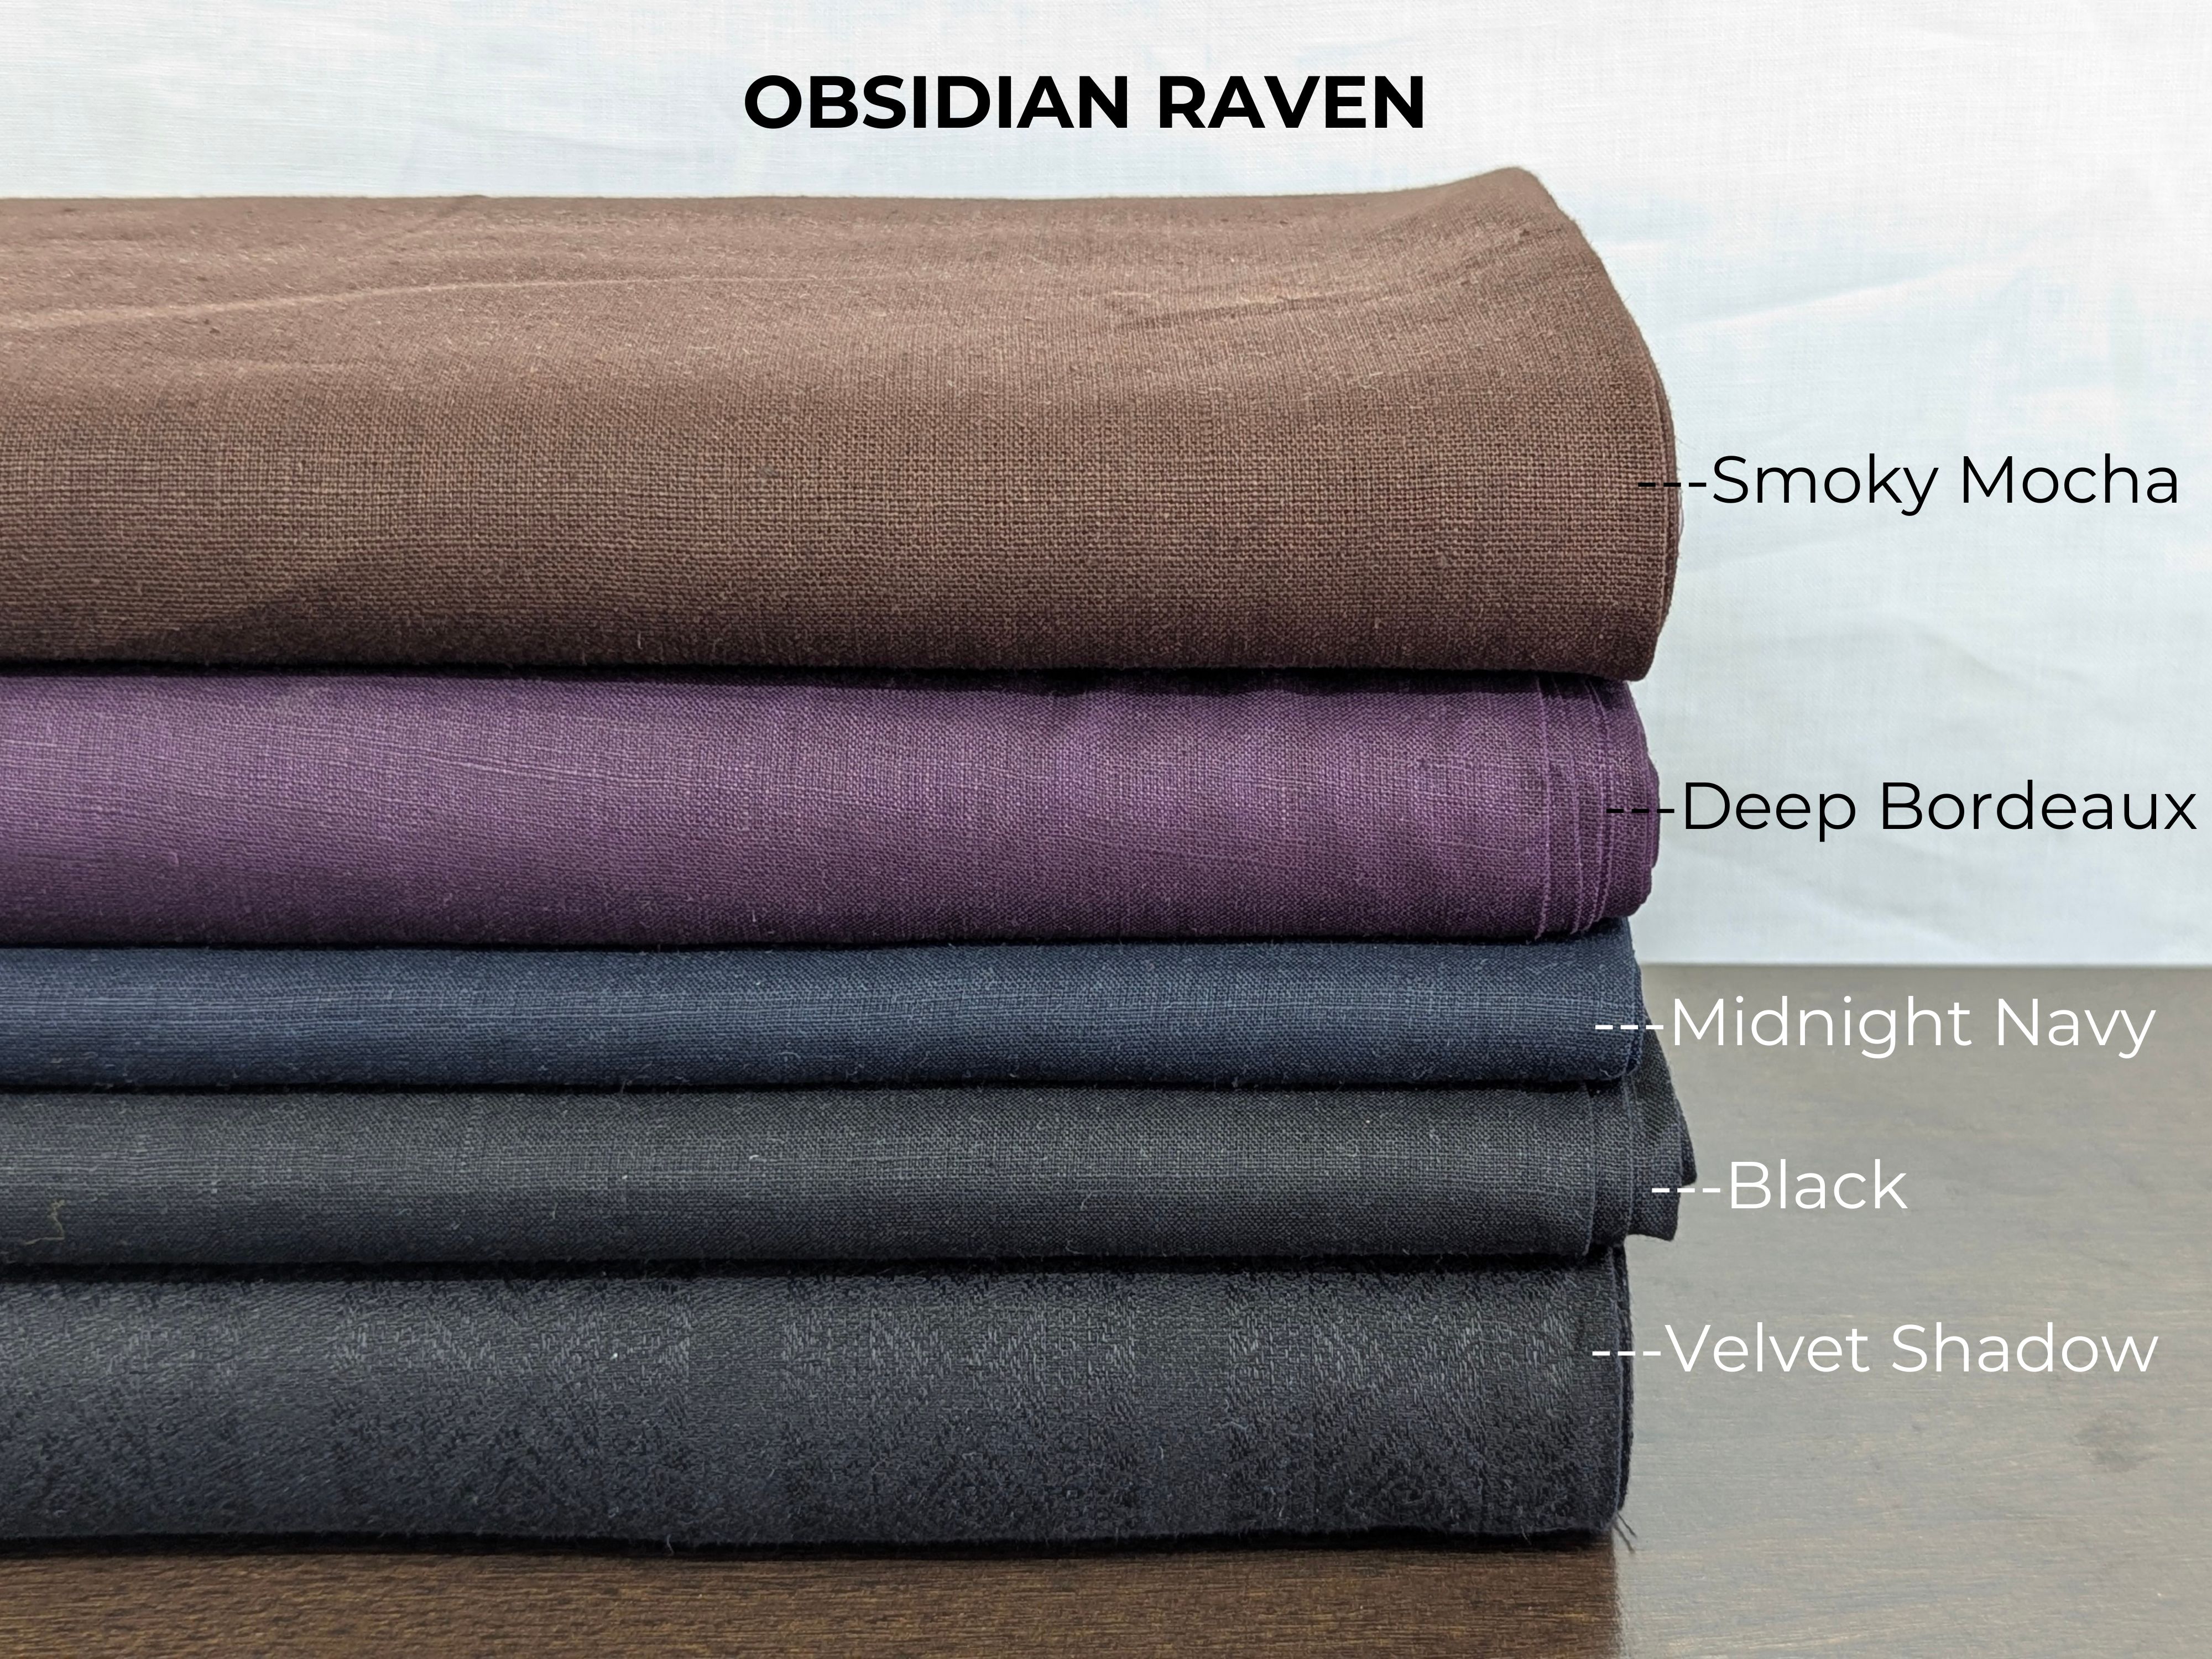 OBSIDIAN RAVEN
---Smoky Mocha
---Deep Bordeaux
---Midnight Navy
---Black
---Velvet Shadow